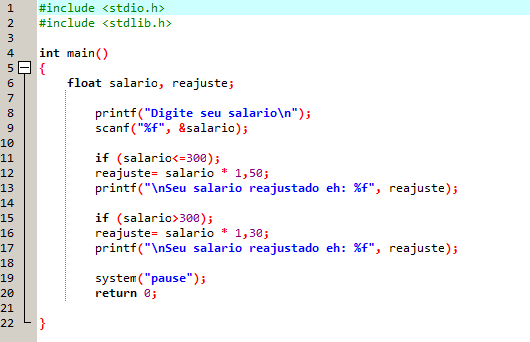 1 #include <stdio.h>
2 #include <stdlib.h>
3
4 int main()
5 {
6 float salario, reajuste;
7
8 printf("Digite seu salario\n");
9 scanf("%f", &salario);
10
11 if (salario<=300);
12 reajuste= salario * 1,50;
13 printf("\nSeu salario reajustado eh: %f", reajuste);
14
15 if (salario>300);
16 reajuste= salario * 1,30;
17 printf("\nSeu salario reajustado eh: %f", reajuste);
18
19 system("pause");
20 return 0;
21
22 }